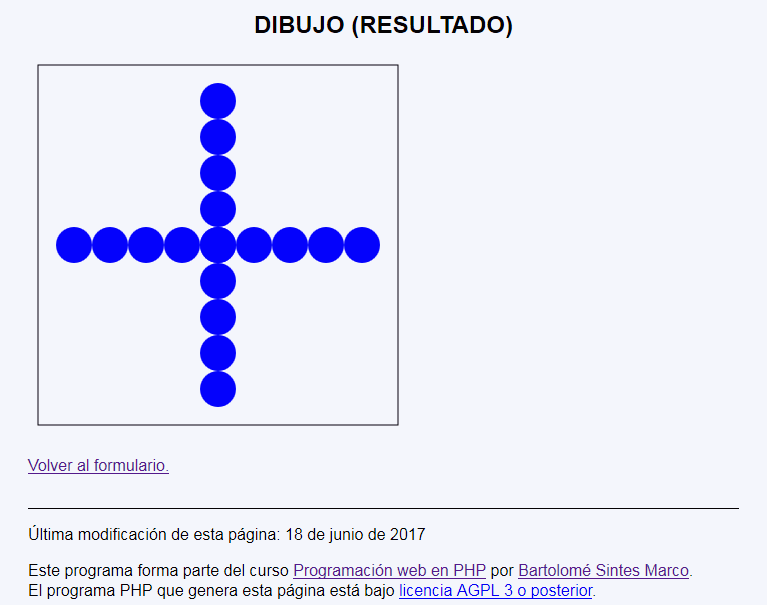 DIBUJO (RESULTADO)
Volver al formulario.
Última modificación de esta página: 18 de junio de 2017
Este programa forma parte del curso Programación web en PHP por Bartolomé Sintes Marco.
El programa PHP que genera esta página está bajo licencia AGPL 3 o posterior.